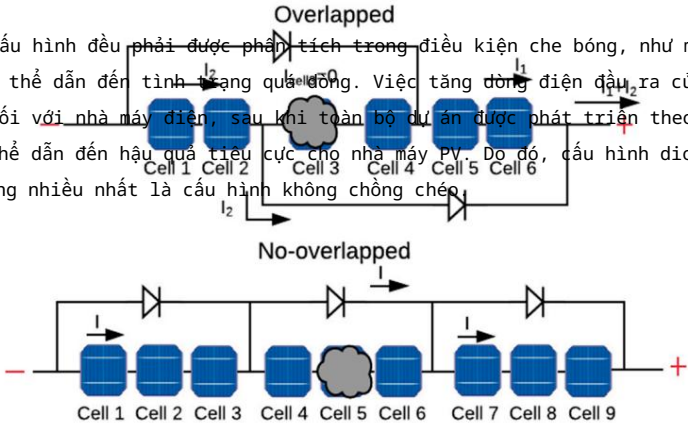 Overlapped
ấu hình đều phải được phân tích trong điều kiện che bóng, như
I₂ Icell3=0 I₁
thể dẫn đến tình trạng quá dòng. Việc tăng dòng điện đầu ra
I₁+I₂
ối với nhà máy điện, sau khi toàn bộ dự án được phát triển theo
− +
hể dẫn đến hậu quả tiêu cực cho nhà máy PV. Do đó, cấu hình
Cell 1 Cell 2 Cell 3 Cell 4 Cell 5 Cell 6
ng nhiều nhất là cấu hình không chồng chéo.
I₂
No-overlapped
I I I
− +
Cell 1 Cell 2 Cell 3 Cell 4 Cell 5 Cell 6 Cell 7 Cell 8 Cell 9